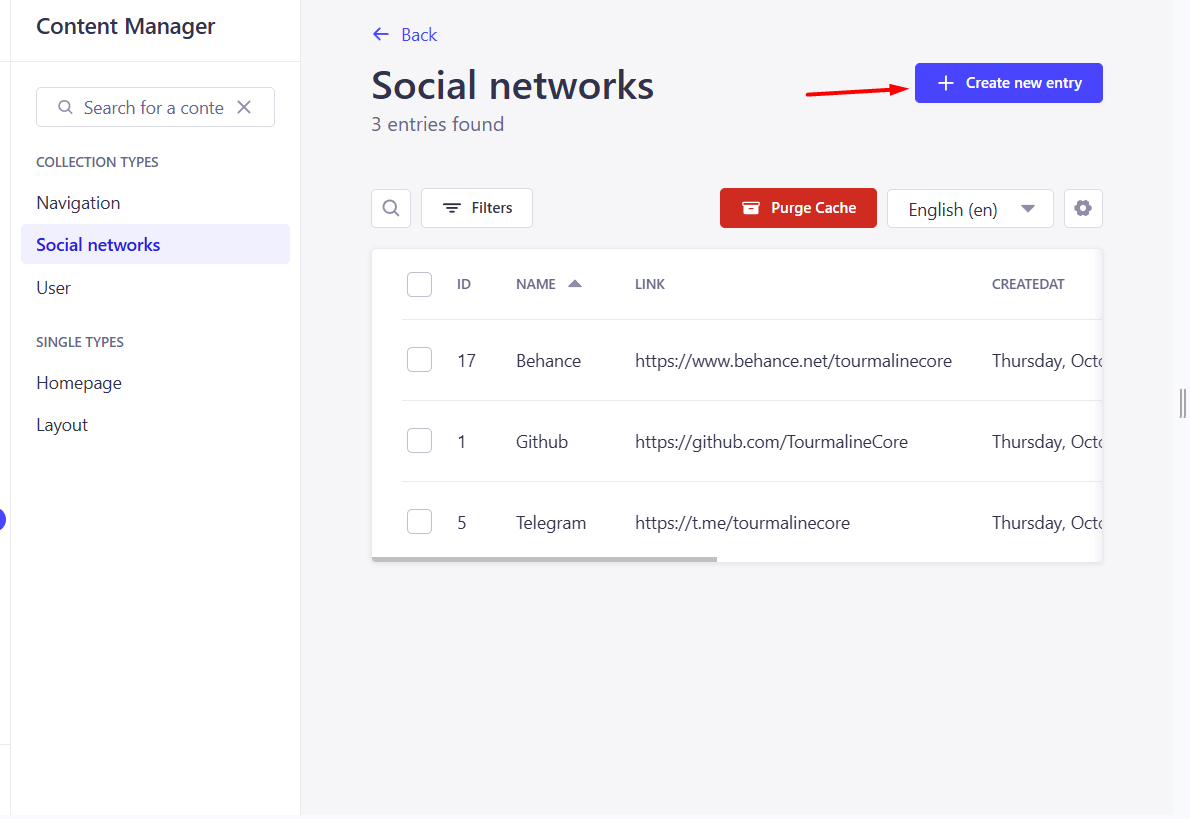 Content Manager
Search for a conte
COLLECTION TYPES
Navigation
Social networks
User
SINGLE TYPES
Homepage
Layout
Back
Social networks
3 entries found
Create new entry
Filters
Purge Cache
English (en)
ID NAME LINK CREATEDAT
17 Behance https://www.behance.net/tourmalinecore Thursday, Octo
1 Github https://github.com/TourmalineCore Thursday, Octo
5 Telegram https://t.me/tourmalinecore Thursday, Octo